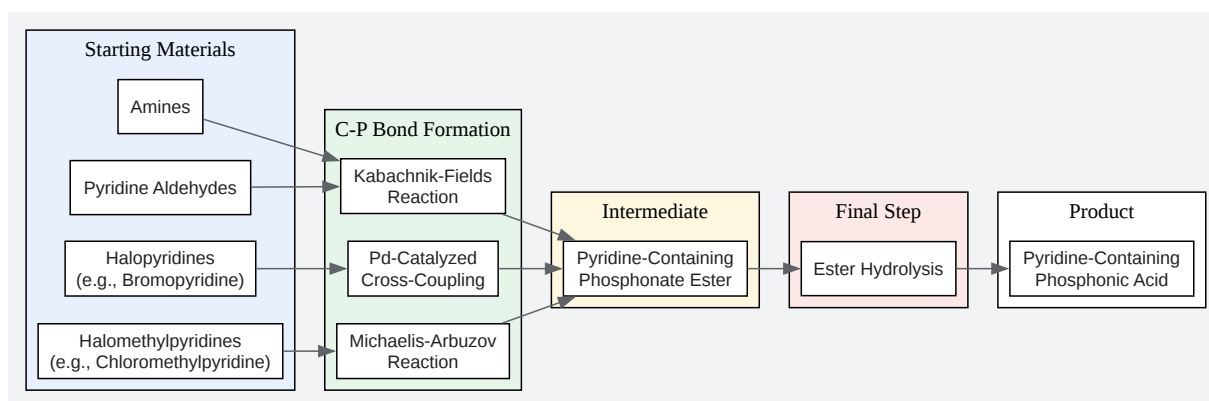 Starting Materials
Amines
Pyridine Aldehydes
Halopyridines
(e.g., Bromopyridine)
Halomethylpyridines
(e.g., Chloromethylpyridine)
C-P Bond Formation
Kabachnik-Fields
Reaction
Pd-Catalyzed
Cross-Coupling
Michaelis-Arbuzov
Reaction
Intermediate
Pyridine-Containing
Phosphonate Ester
Final Step
Ester Hydrolysis
Product
Pyridine-Containing
Phosphonic Acid